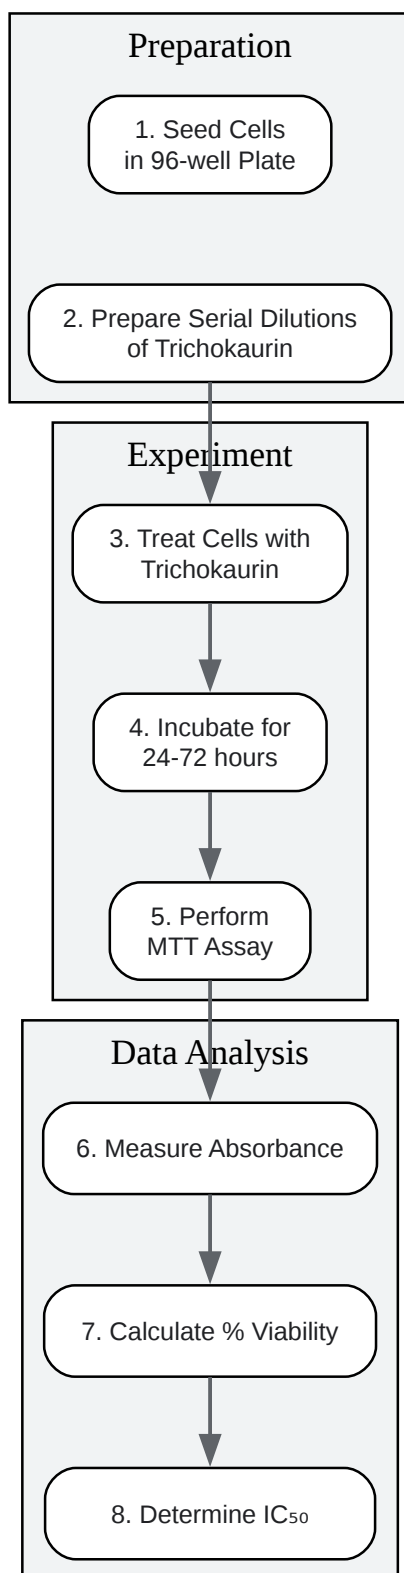 Preparation
1. Seed Cells
in 96-well Plate
2. Prepare Serial Dilutions
of Trichokaurin
Experiment
3. Treat Cells with
Trichokaurin
4. Incubate for
24-72 hours
5. Perform
MTT Assay
Data Analysis
6. Measure Absorbance
7. Calculate % Viability
8. Determine IC₅₀